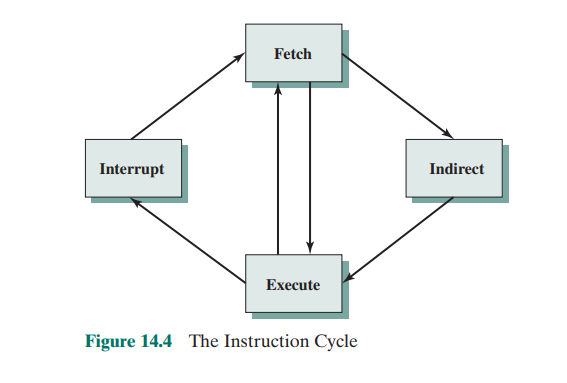 Fetch
Interrupt
Indirect
Execute
Figure 14.4 The Instruction Cycle